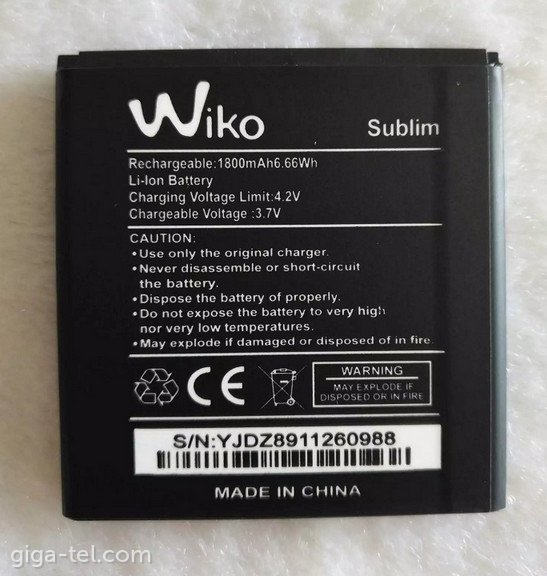 Wiko
Sublim
Rechargeable:1800mAh6.66Wh
Li-Ion Battery
Charging Voltage Limit:4.2V
Chargeable Voltage :3.7V
CAUTION:
•Use only the original charger.
•Never disassemble or short-circuit
the battery.
•Dispose the battery of properly.
•Do not expose the battery to very high
nor very low temperatures.
•May explode if damaged or disposed of in fire.
CE
WARNING
MAY EXPLODE IF
DISPOSED OR IN FIRE
S/N:YJDZ8911260988
MADE IN CHINA
giga-tel.com